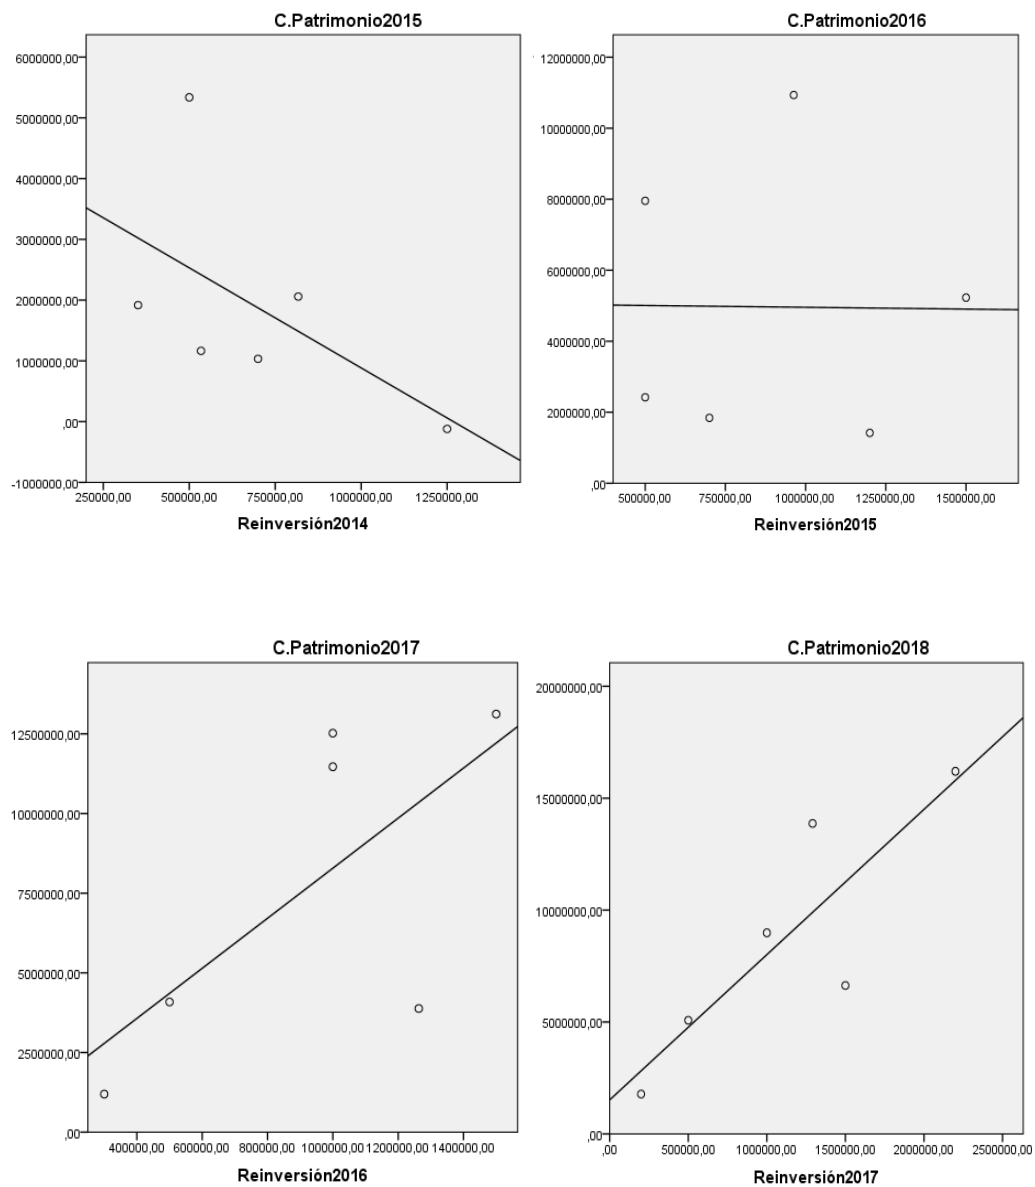 C.Patrimonio2015
6000000,00
5000000,00
4000000,00
3000000,00
2000000,00
1000000,00
,00
-1000000,00
250000,00 500000,00 750000,00 1000000,00 1250000,00
Reinversión2014
C.Patrimonio2016
12000000,00
10000000,00
8000000,00
6000000,00
4000000,00
2000000,00
,00
500000,00 750000,00 1000000,00 1250000,00 1500000,00
Reinversión2015
C.Patrimonio2017
12500000,00
10000000,00
7500000,00
5000000,00
2500000,00
,00
400000,00 600000,00 800000,00 1000000,00 1200000,00 1400000,00
Reinversión2016
C.Patrimonio2018
20000000,00
15000000,00
10000000,00
5000000,00
,00
,00 500000,00 1000000,00 1500000,00 2000000,00 2500000,00
Reinversión2017